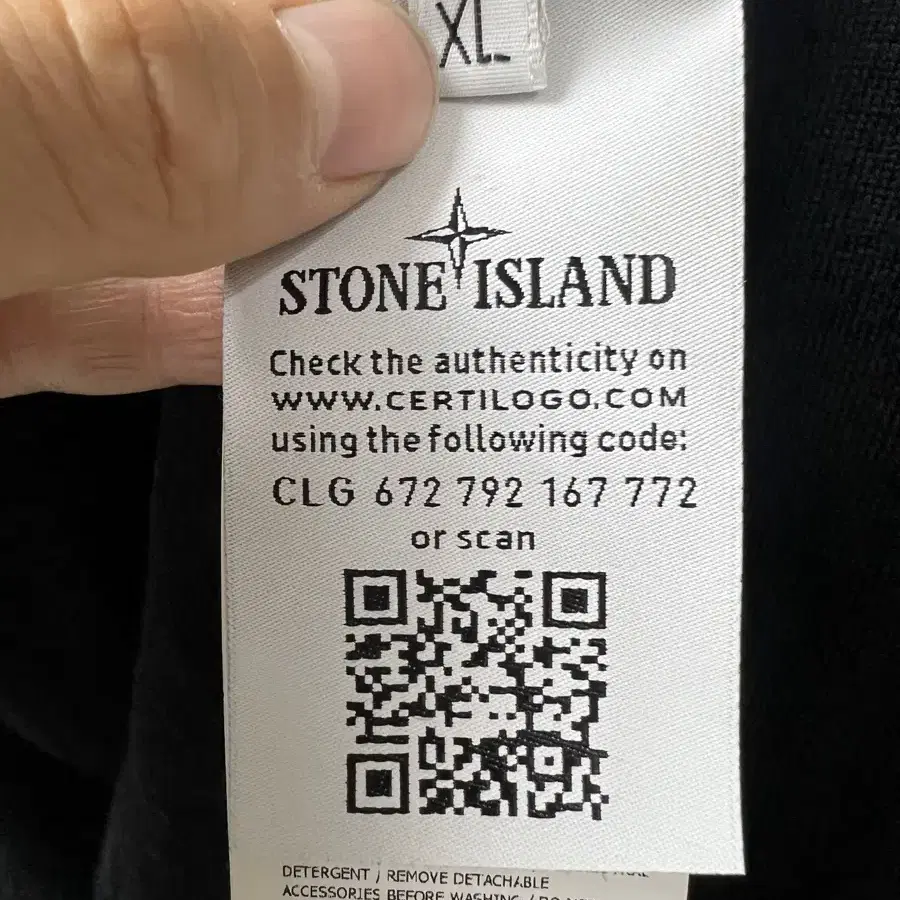 XL
STONE ISLAND
Check the authenticity on
WWW.CERTILOGO.COM
using the following code:
CLG 672 792 167 772
or scan
DETERGENT / REMOVE DETACHABLE
ACCESSORIES BEFORE WASHING /